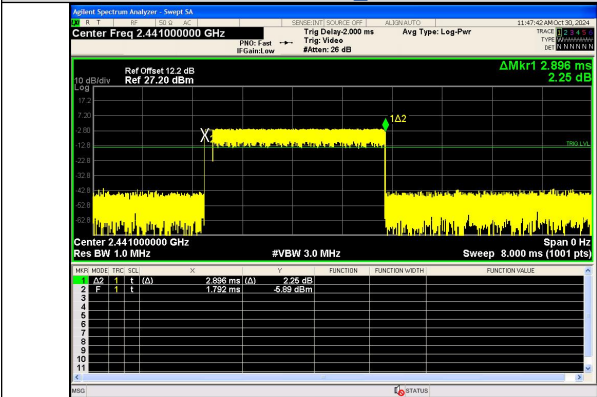 Agilent Spectrum Analyzer - Swept SA
R T RF 50 Ω AC SENSE:INT SOURCE OFF ALIGN AUTO 11:47:42 AM Oct 30, 2024
Center Freq 2.441000000 GHz Trig Delay-2.000 ms Avg Type: Log-Pwr TRACE 1 2 3 4 5 6
PNO: Fast Trig: Video TYPE
IFGain:Low #Atten: 26 dB DET N N N N N N
ΔMkr1 2.896 ms
Ref Offset 12.2 dB
10 dB/div Ref 27.20 dBm 2.25 dB
Log
17.2
7.20
1Δ2
-2.80
X
-12.8 TRIG LVL
-22.8
-32.8
-42.8
-52.8
-62.8
Center 2.441000000 GHz Span 0 Hz
Res BW 1.0 MHz #VBW 3.0 MHz Sweep 8.000 ms (1001 pts)
MKR MODE TRC SCL X Y FUNCTION FUNCTION WIDTH FUNCTION VALUE
1 Δ2 1 t (Δ) 2.896 ms (Δ) 2.25 dB
2 F 1 t 1.792 ms -5.89 dBm
3
4
5
6
7
8
9
10
11
MSG STATUS